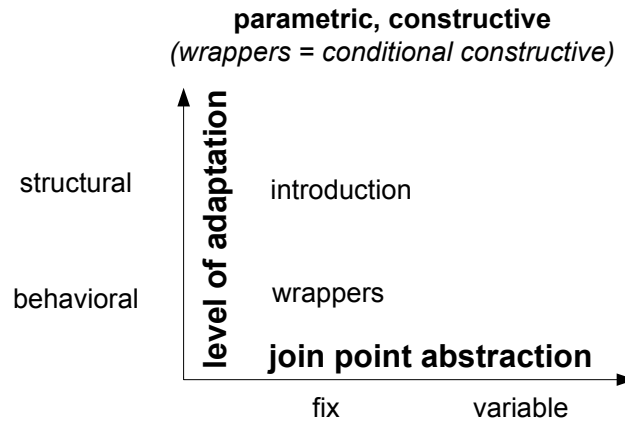 parametric, constructive
(wrappers = conditional constructive)
level of adaptation
structural
introduction
behavioral
wrappers
join point abstraction
fix
variable